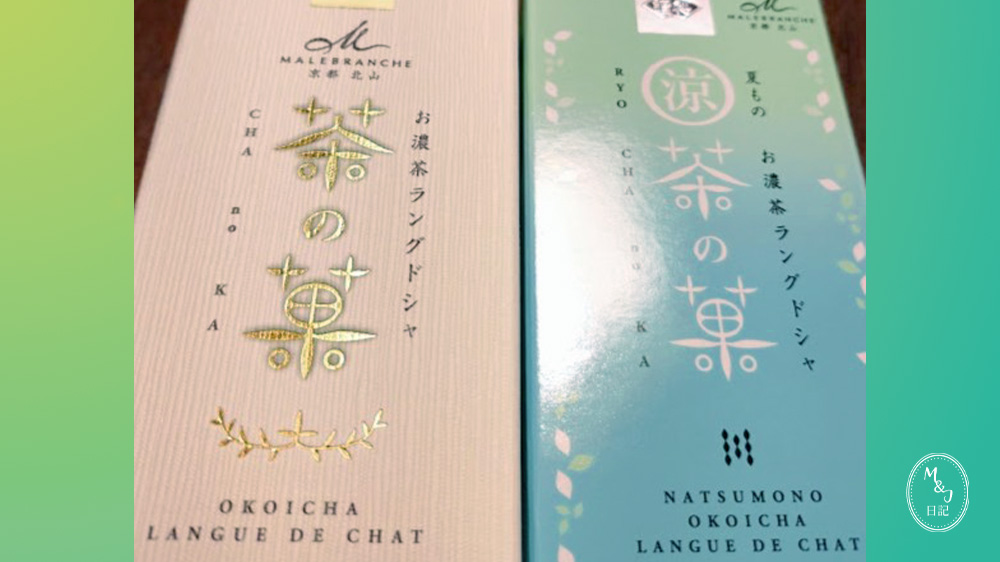 MALEBRANCHE
京都 北山
お濃茶ラングドシャ
茶の菓
CHA
no
KA
OKOICHA
LANGUE DE CHAT
MALEBRANCHE
京都 北山
夏もの
お濃茶ラングドシャ
涼
茶の菓
RYO
CHA
no
KA
NATSUMONO
OKOICHA
LANGUE DE CHAT
M&J
日記